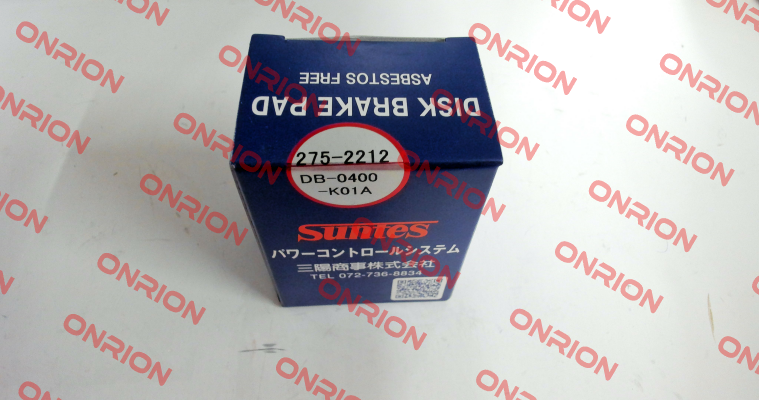 ASBESTOS FREE
DISK BRAKE PAD
275-2212
DB-0400
-K01A
Suntes
パワーコントロールシステム
三陽商事株式会社
TEL 072-736-8834
ONRION